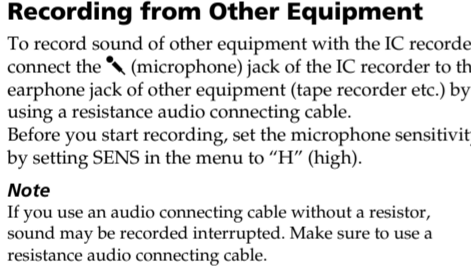 Recording from Other Equipment
To record sound of other equipment with the IC recorde
connect the (microphone) jack of the IC recorder to th
earphone jack of other equipment (tape recorder etc.) by
using a resistance audio connecting cable.
Before you start recording, set the microphone sensitivit
by setting SENS in the menu to “H” (high).
Note
If you use an audio connecting cable without a resistor,
sound may be recorded interrupted. Make sure to use a
resistance audio connecting cable.